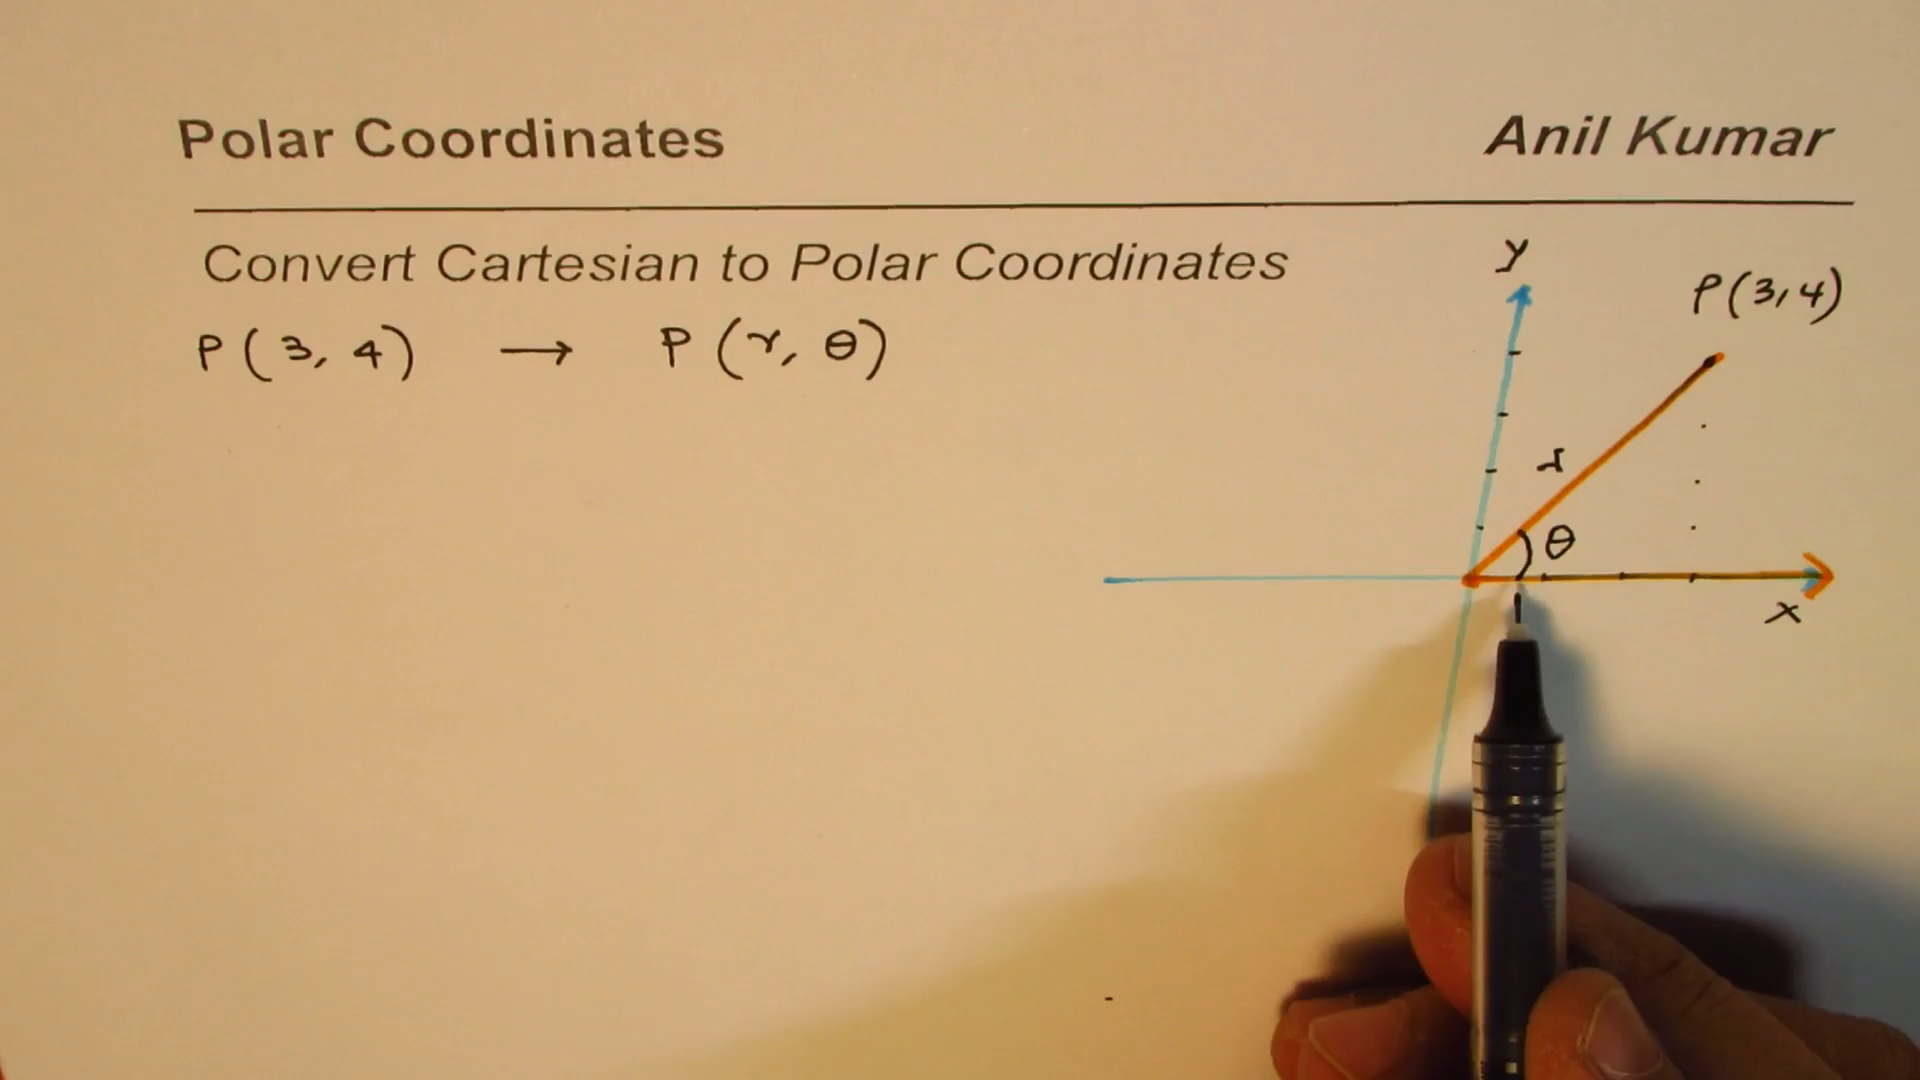 Polar Coordinates
Anil Kumar
Convert Cartesian to Polar Coordinates
P(3, 4) → P(r, θ)
y
P(3,4)
r
θ
x